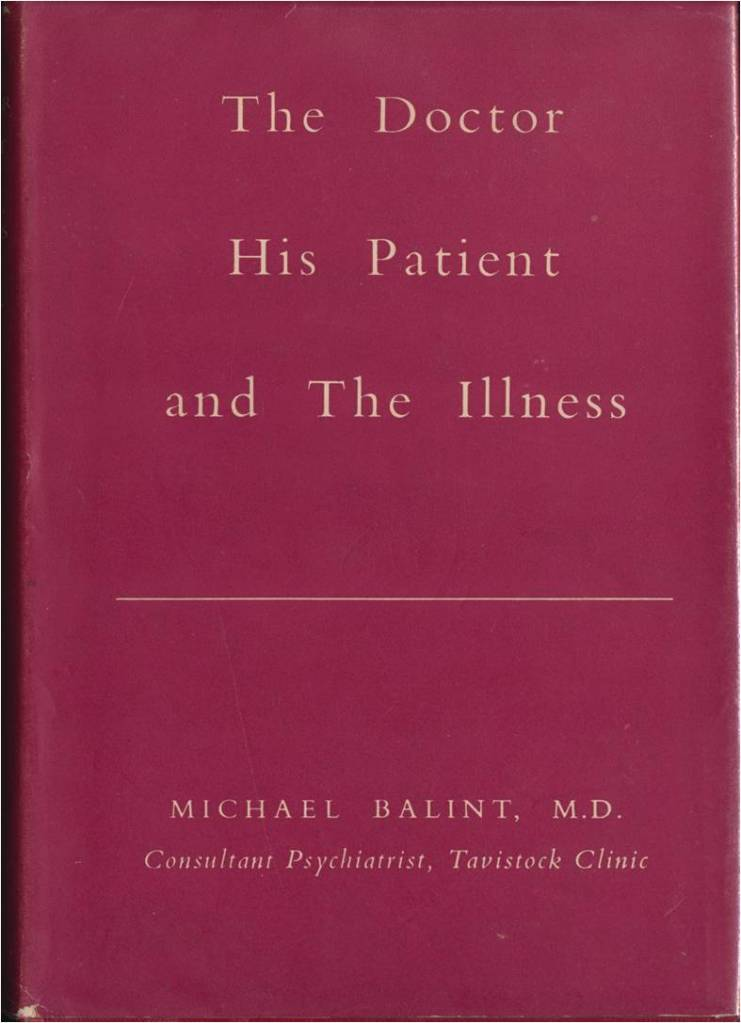 The Doctor
His Patient
and The Illness
MICHAEL BALINT, M.D.
Consultant Psychiatrist, Tavistock Clinic